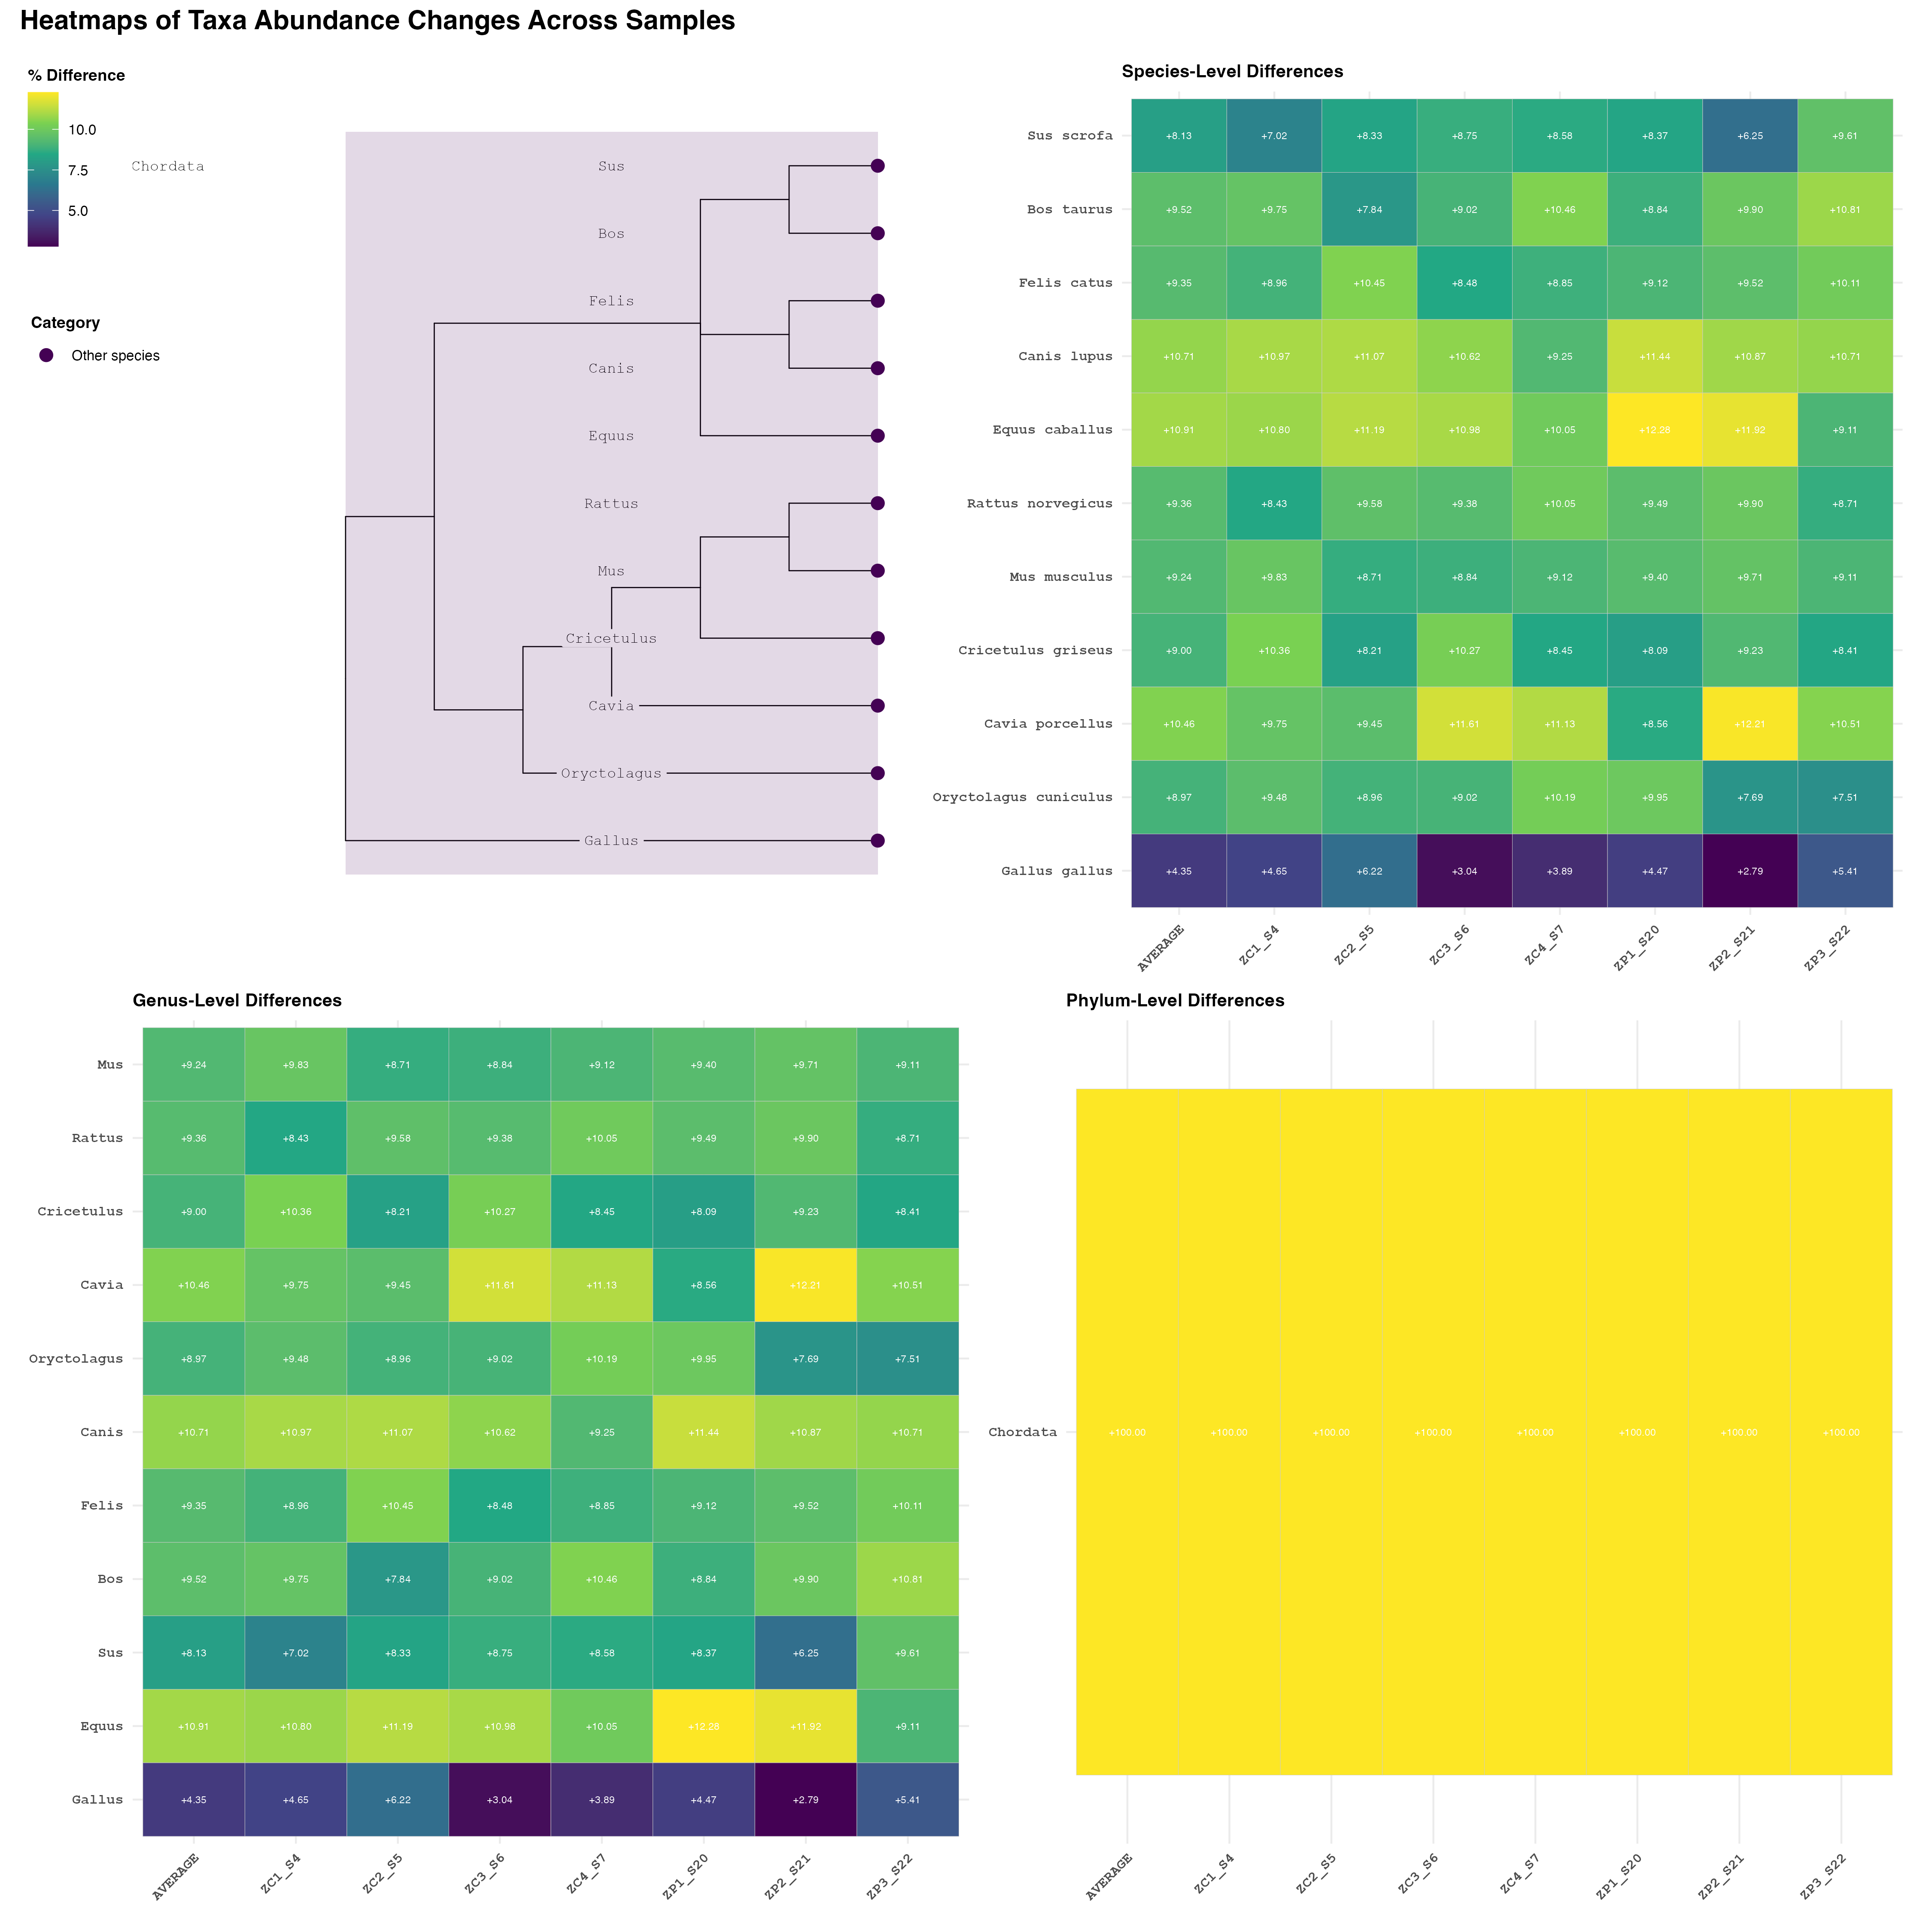 Heatmaps of Taxa Abundance Changes Across Samples
% Difference
10.0
7.5
5.0
Category
Other species
Chordata
Sus
Bos
Felis
Canis
Equus
Rattus
Mus
Cricetulus
Cavia
Oryctolagus
Gallus
Species-Level Differences
Sus scrofa +8.13 +7.02 +8.33 +8.75 +8.58 +8.37 +6.25 +9.61
Bos taurus +9.52 +9.75 +7.84 +9.02 +10.46 +8.84 +9.90 +10.81
Felis catus +9.35 +8.96 +10.45 +8.48 +8.85 +9.12 +9.52 +10.11
Canis lupus +10.71 +10.97 +11.07 +10.62 +9.25 +11.44 +10.87 +10.71
Equus caballus +10.91 +10.80 +11.19 +10.98 +10.05 +12.28 +11.92 +9.11
Rattus norvegicus +9.36 +8.43 +9.58 +9.38 +10.05 +9.49 +9.90 +8.71
Mus musculus +9.24 +9.83 +8.71 +8.84 +9.12 +9.40 +9.71 +9.11
Cricetulus griseus +9.00 +10.36 +8.21 +10.27 +8.45 +8.09 +9.23 +8.41
Cavia porcellus +10.46 +9.75 +9.45 +11.61 +11.13 +8.56 +12.21 +10.51
Oryctolagus cuniculus +8.97 +9.48 +8.96 +9.02 +10.19 +9.95 +7.69 +7.51
Gallus gallus +4.35 +4.65 +6.22 +3.04 +3.89 +4.47 +2.79 +5.41
AVERAGE ZC1_S4 ZC2_S5 ZC3_S6 ZC4_S7 ZP1_S20 ZP2_S21 ZP3_S22
Genus-Level Differences
Mus +9.24 +9.83 +8.71 +8.84 +9.12 +9.40 +9.71 +9.11
Rattus +9.36 +8.43 +9.58 +9.38 +10.05 +9.49 +9.90 +8.71
Cricetulus +9.00 +10.36 +8.21 +10.27 +8.45 +8.09 +9.23 +8.41
Cavia +10.46 +9.75 +9.45 +11.61 +11.13 +8.56 +12.21 +10.51
Oryctolagus +8.97 +9.48 +8.96 +9.02 +10.19 +9.95 +7.69 +7.51
Canis +10.71 +10.97 +11.07 +10.62 +9.25 +11.44 +10.87 +10.71
Felis +9.35 +8.96 +10.45 +8.48 +8.85 +9.12 +9.52 +10.11
Bos +9.52 +9.75 +7.84 +9.02 +10.46 +8.84 +9.90 +10.81
Sus +8.13 +7.02 +8.33 +8.75 +8.58 +8.37 +6.25 +9.61
Equus +10.91 +10.80 +11.19 +10.98 +10.05 +12.28 +11.92 +9.11
Gallus +4.35 +4.65 +6.22 +3.04 +3.89 +4.47 +2.79 +5.41
AVERAGE ZC1_S4 ZC2_S5 ZC3_S6 ZC4_S7 ZP1_S20 ZP2_S21 ZP3_S22
Phylum-Level Differences
Chordata +100.00 +100.00 +100.00 +100.00 +100.00 +100.00 +100.00 +100.00
AVERAGE ZC1_S4 ZC2_S5 ZC3_S6 ZC4_S7 ZP1_S20 ZP2_S21 ZP3_S22